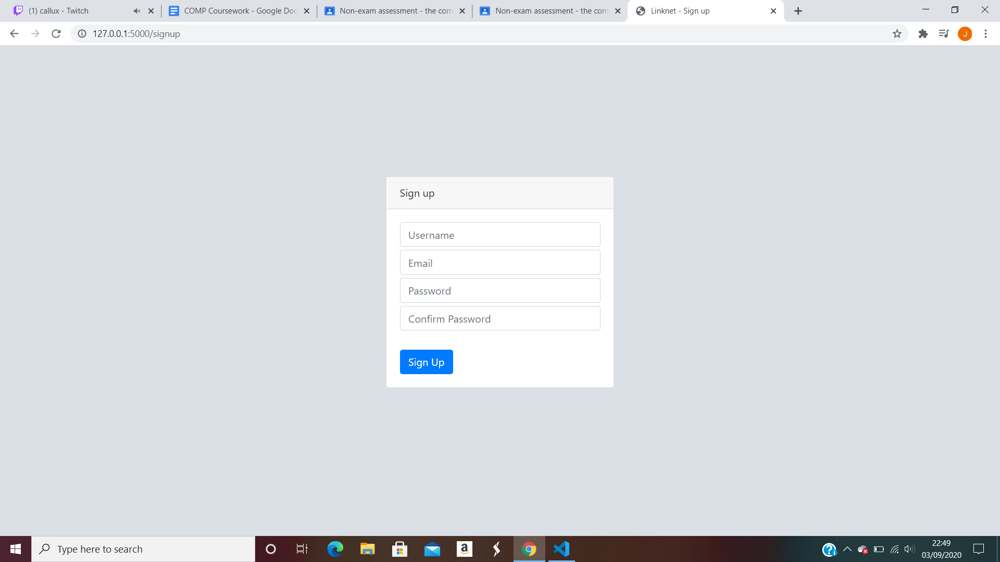 (1) callux - Twitch
COMP Coursework - Google Doc
Non-exam assessment - the com
Non-exam assessment - the com
Linknet - Sign up
127.0.0.1:5000/signup
J
Sign up
Username
Email
Password
Confirm Password
Sign Up
Type here to search
22:49
03/09/2020